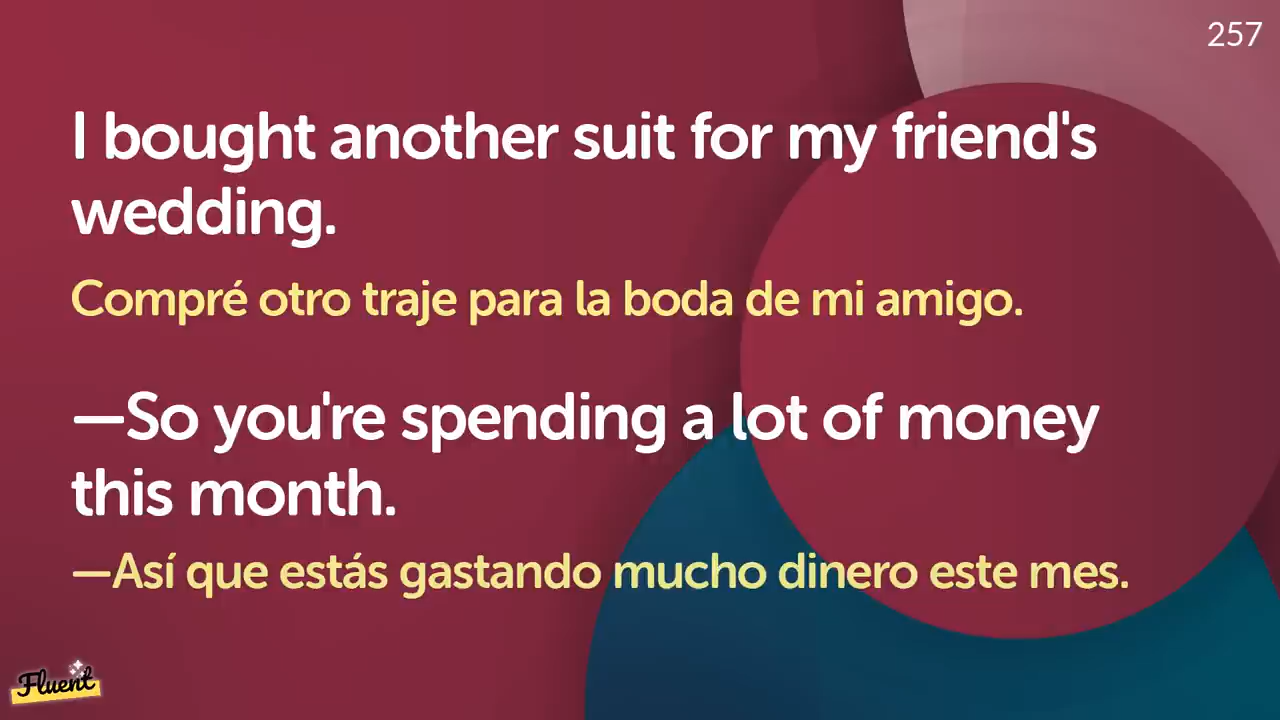 257
I bought another suit for my friend's
wedding.
Compré otro traje para la boda de mi amigo.
—So you're spending a lot of money
this month.
—Así que estás gastando mucho dinero este mes.
Fluent